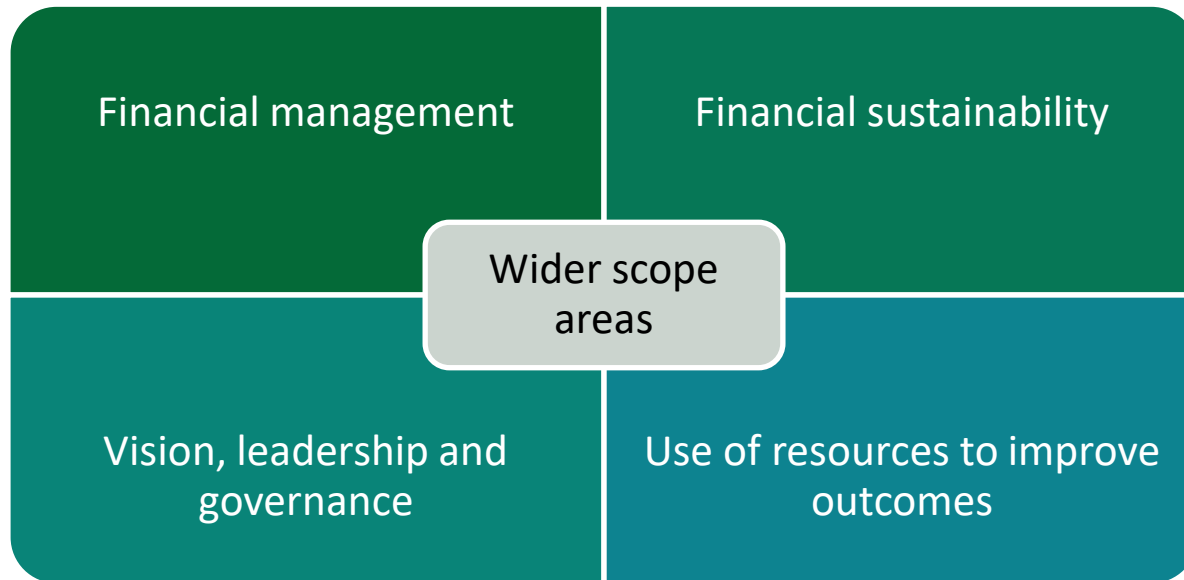 Financial management
Financial sustainability
Wider scope
areas
Vision, leadership and
governance
Use of resources to improve
outcomes